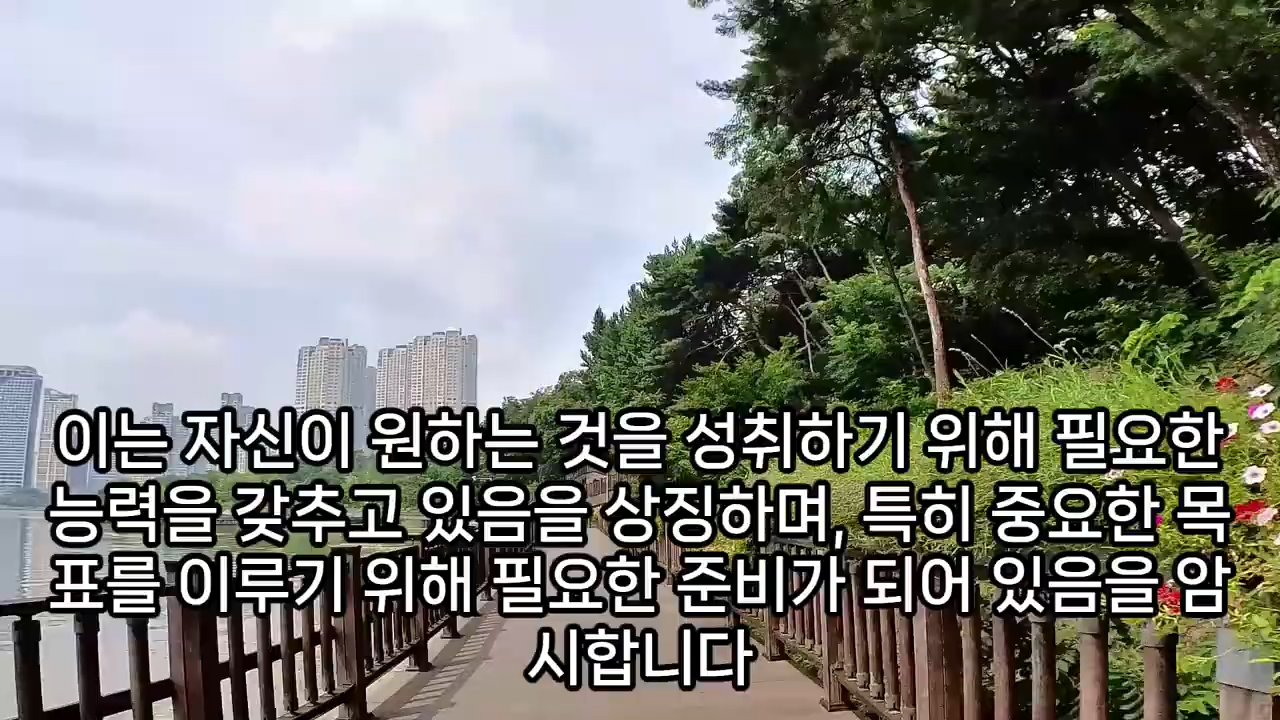 이는 자신이 원하는 것을 성취하기 위해 필요한
능력을 갖추고 있음을 상징하며, 특히 중요한 목
표를 이루기 위해 필요한 준비가 되어 있음을 암
시합니다